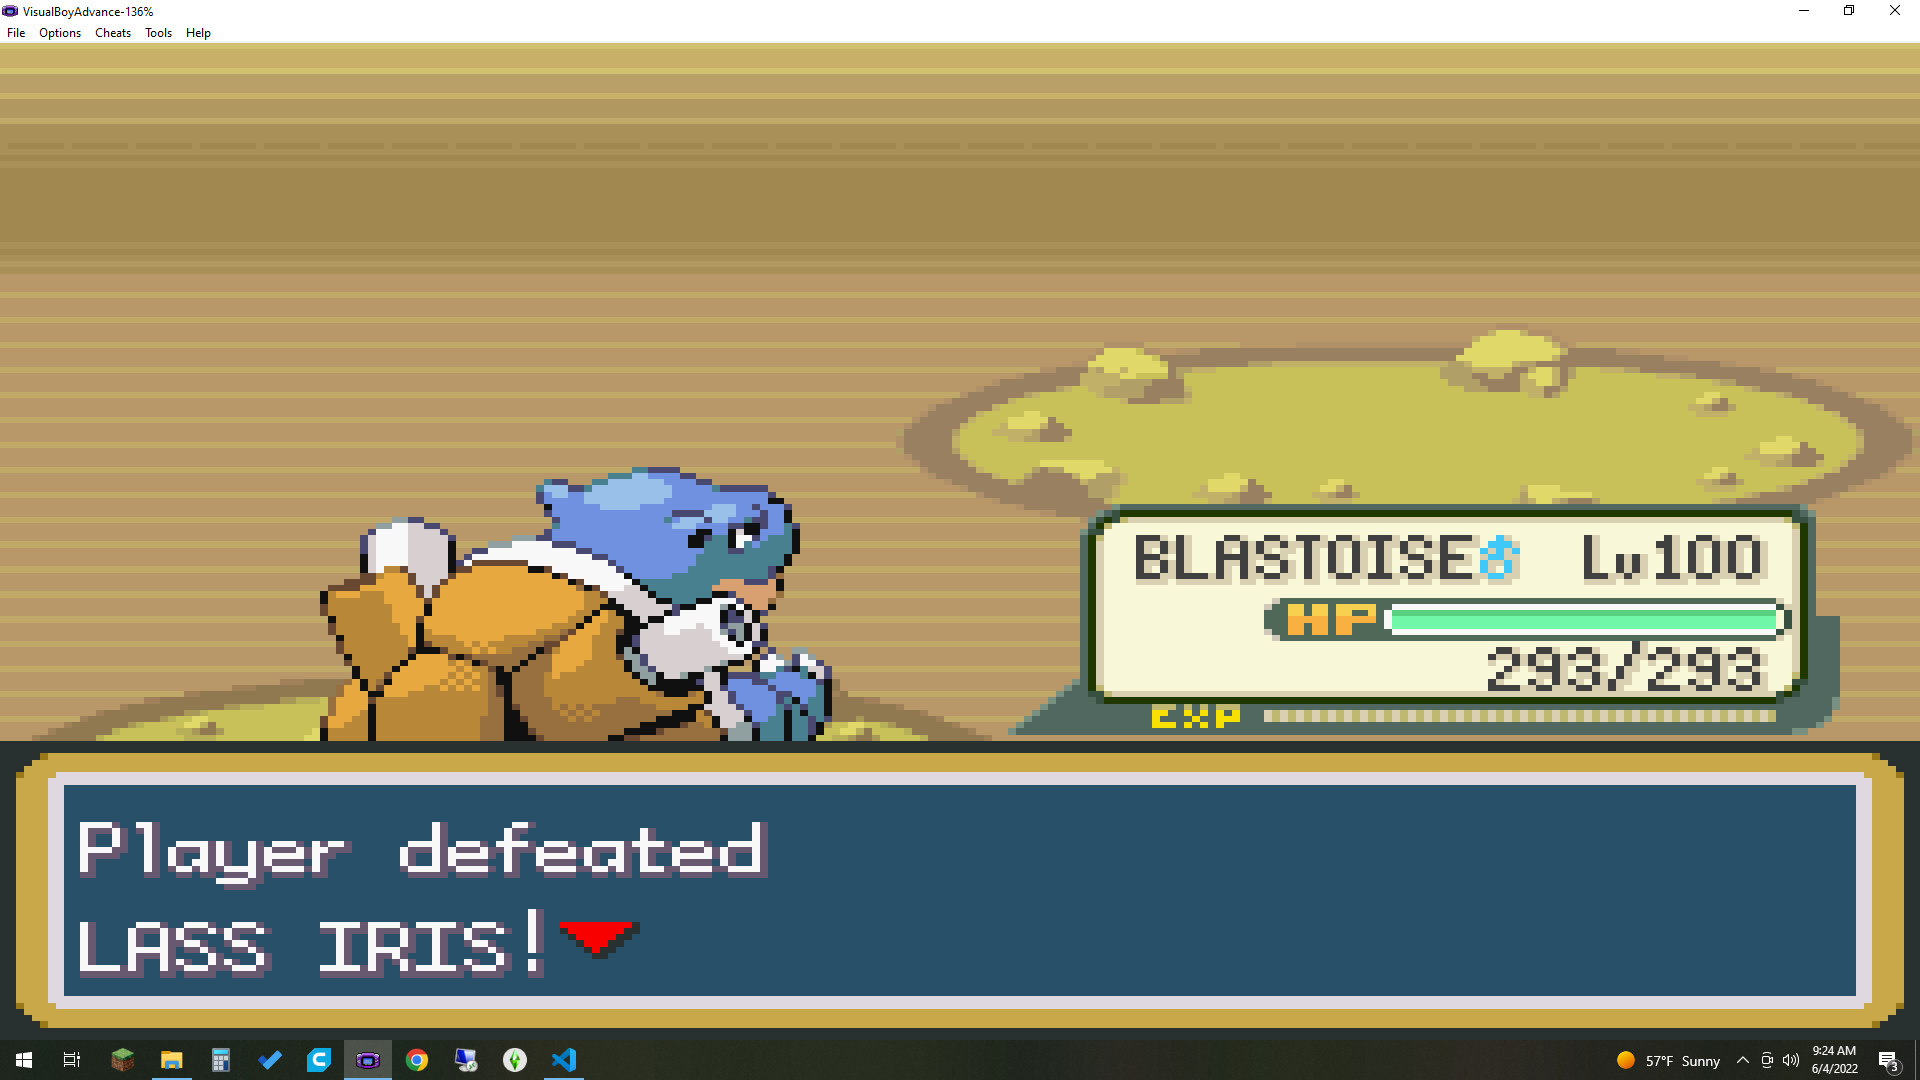 VisualBoyAdvance-136%
File Options Cheats Tools Help
BLASTOISE♂ Lv100
HP
293/293
EXP
Player defeated
LASS IRIS!
57°F Sunny
9:24 AM
6/4/2022
3